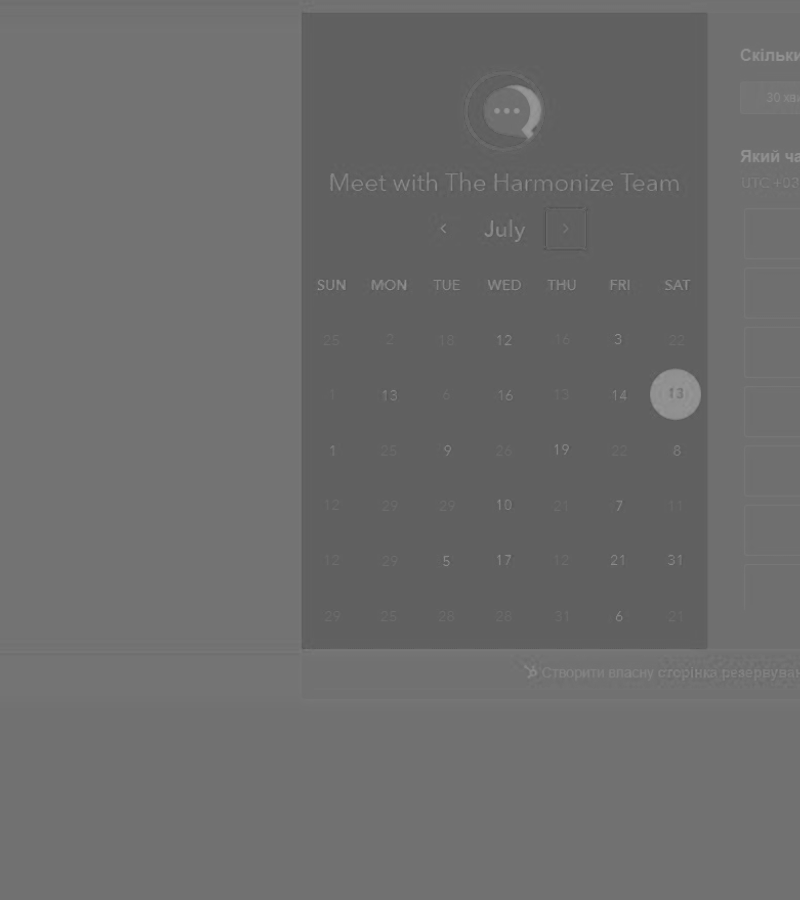 Скільки
30 хв
Який ча
UTC +03
Meet with The Harmonize Team
July
SUN MON TUE WED THU FRI SAT
25 2 18 12 16 3 22
1 13 6 16 13 14 13
1 25 9 26 19 22 8
12 29 29 10 21 7 11
12 29 5 17 12 21 31
29 25 28 28 31 6 21
Створити власну сторінка резервуван